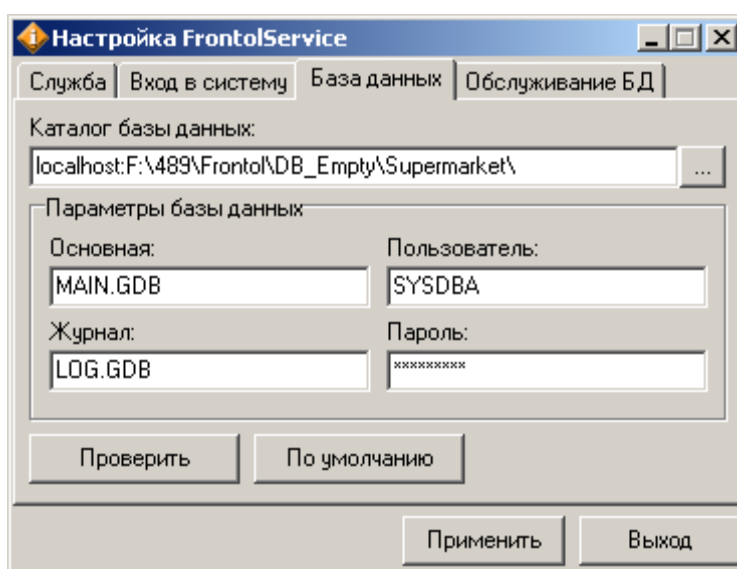 Настройка FrontolService
Служба Вход в систему База данных Обслуживание БД
Каталог базы данных:
localhost:F:\489\Frontol\DB_Empty\Supermarket\ ...
Параметры базы данных
Основная: Пользователь:
MAIN.GDB SYSDBA
Журнал: Пароль:
LOG.GDB *********
Проверить По умолчанию
Применить Выход